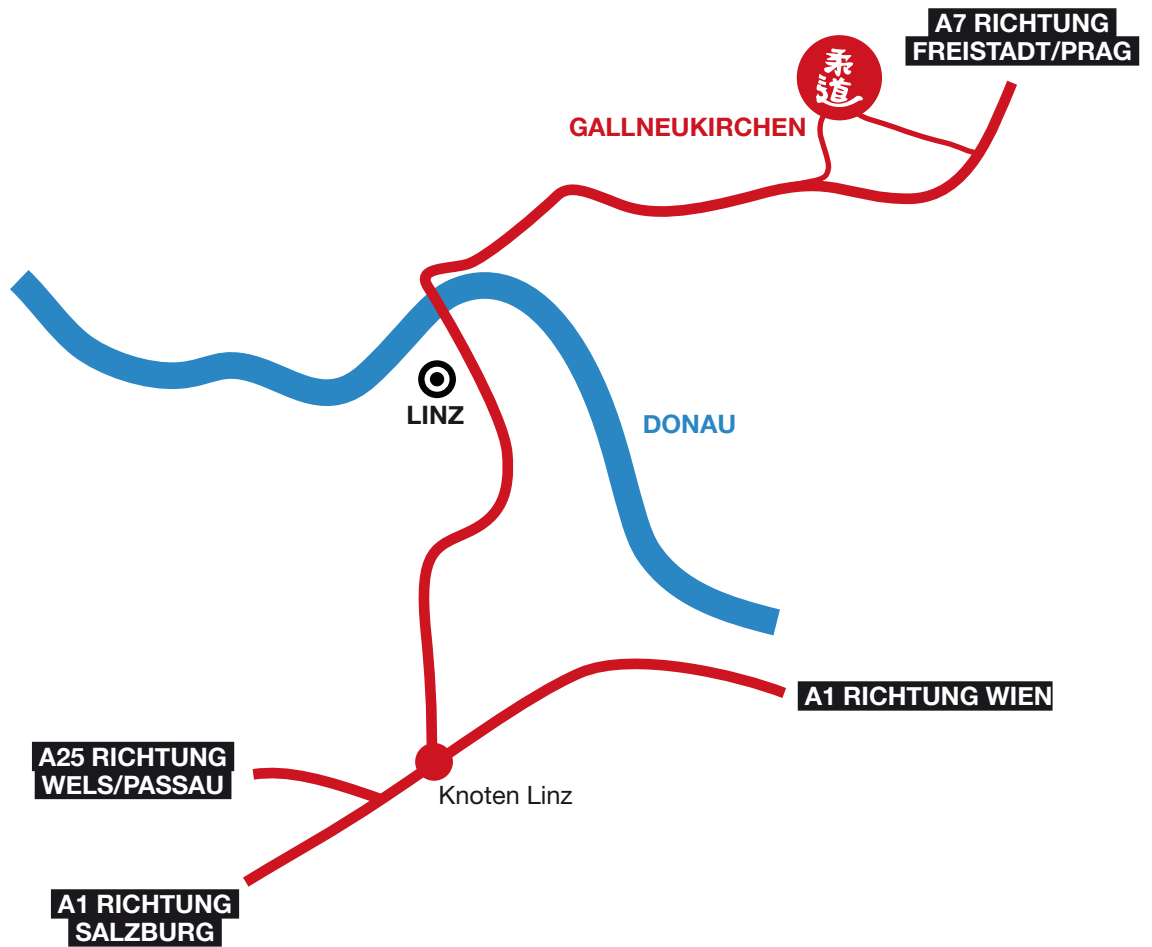 A7 RICHTUNG
FREISTADT/PRAG
柔
道
GALLNEUKIRCHEN
LINZ
DONAU
A1 RICHTUNG WIEN
A25 RICHTUNG
WELS/PASSAU
Knoten Linz
A1 RICHTUNG
SALZBURG